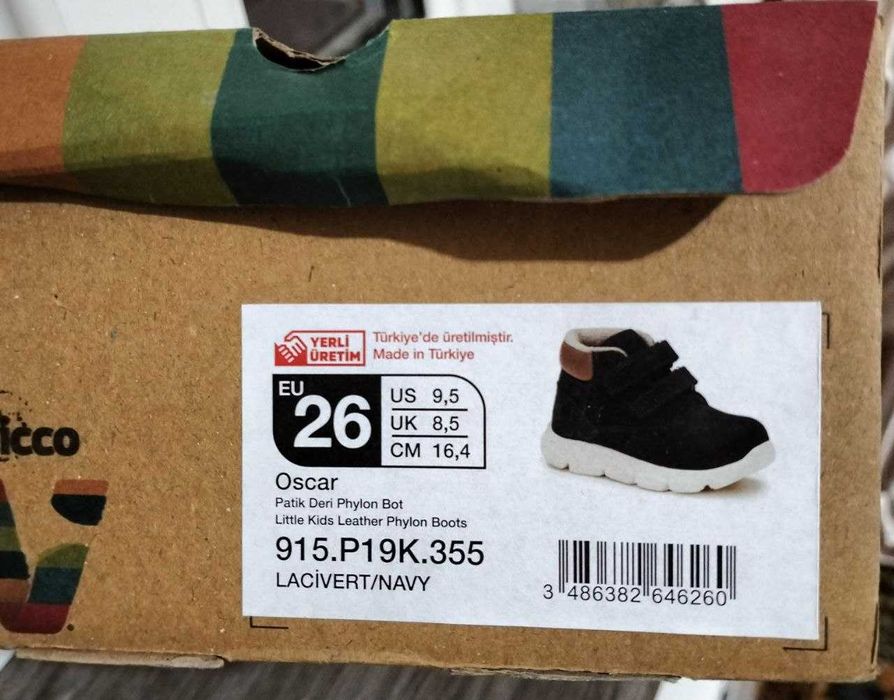 YERLİ
ÜRETİM
Türkiye'de üretilmiştir.
Made in Türkiye
EU
26
US 9,5
UK 8,5
CM 16,4
Oscar
Patik Deri Phylon Bot
Little Kids Leather Phylon Boots
915.P19K.355
LACİVERT/NAVY
3 486382 646260
icco